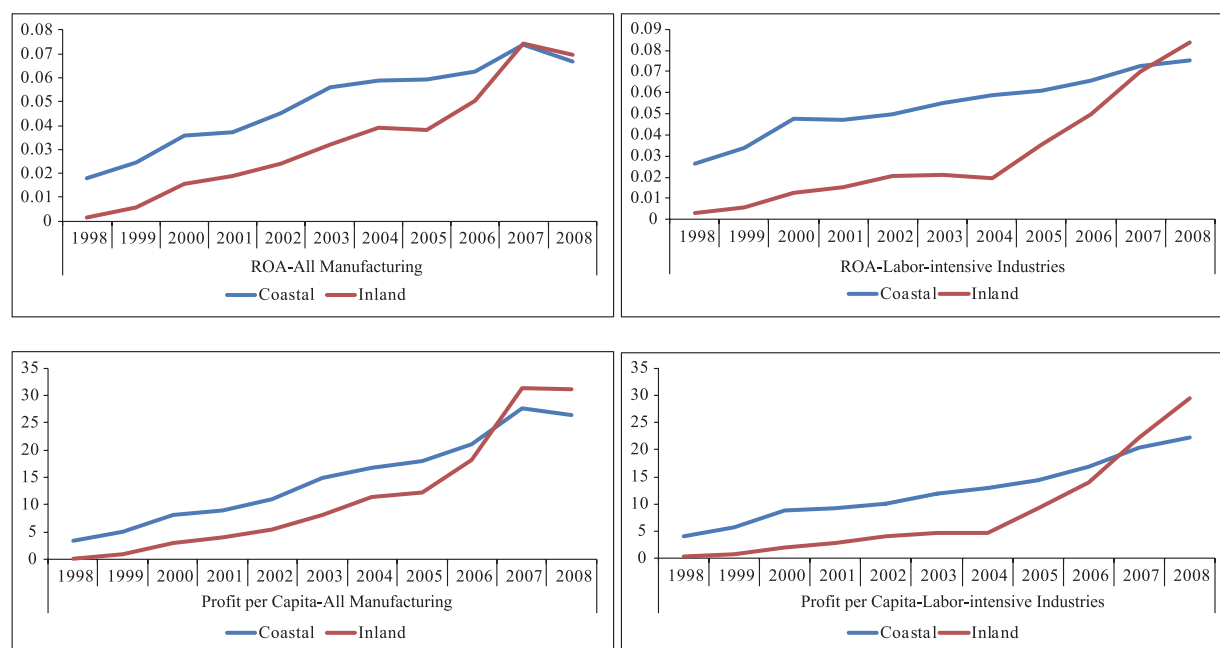 0.08
0.07
0.06
0.05
0.04
0.03
0.02
0.01
0
1998 1999 2000 2001 2002 2003 2004 2005 2006 2007 2008
ROA-All Manufacturing
Coastal Inland
0.09
0.08
0.07
0.06
0.05
0.04
0.03
0.02
0.01
0
1998 1999 2000 2001 2002 2003 2004 2005 2006 2007 2008
ROA-Labor-intensive Industries
Coastal Inland
35
30
25
20
15
10
5
0
1998 1999 2000 2001 2002 2003 2004 2005 2006 2007 2008
Profit per Capita-All Manufacturing
Coastal Inland
35
30
25
20
15
10
5
0
1998 1999 2000 2001 2002 2003 2004 2005 2006 2007 2008
Profit per Capita-Labor-intensive Industries
Coastal Inland